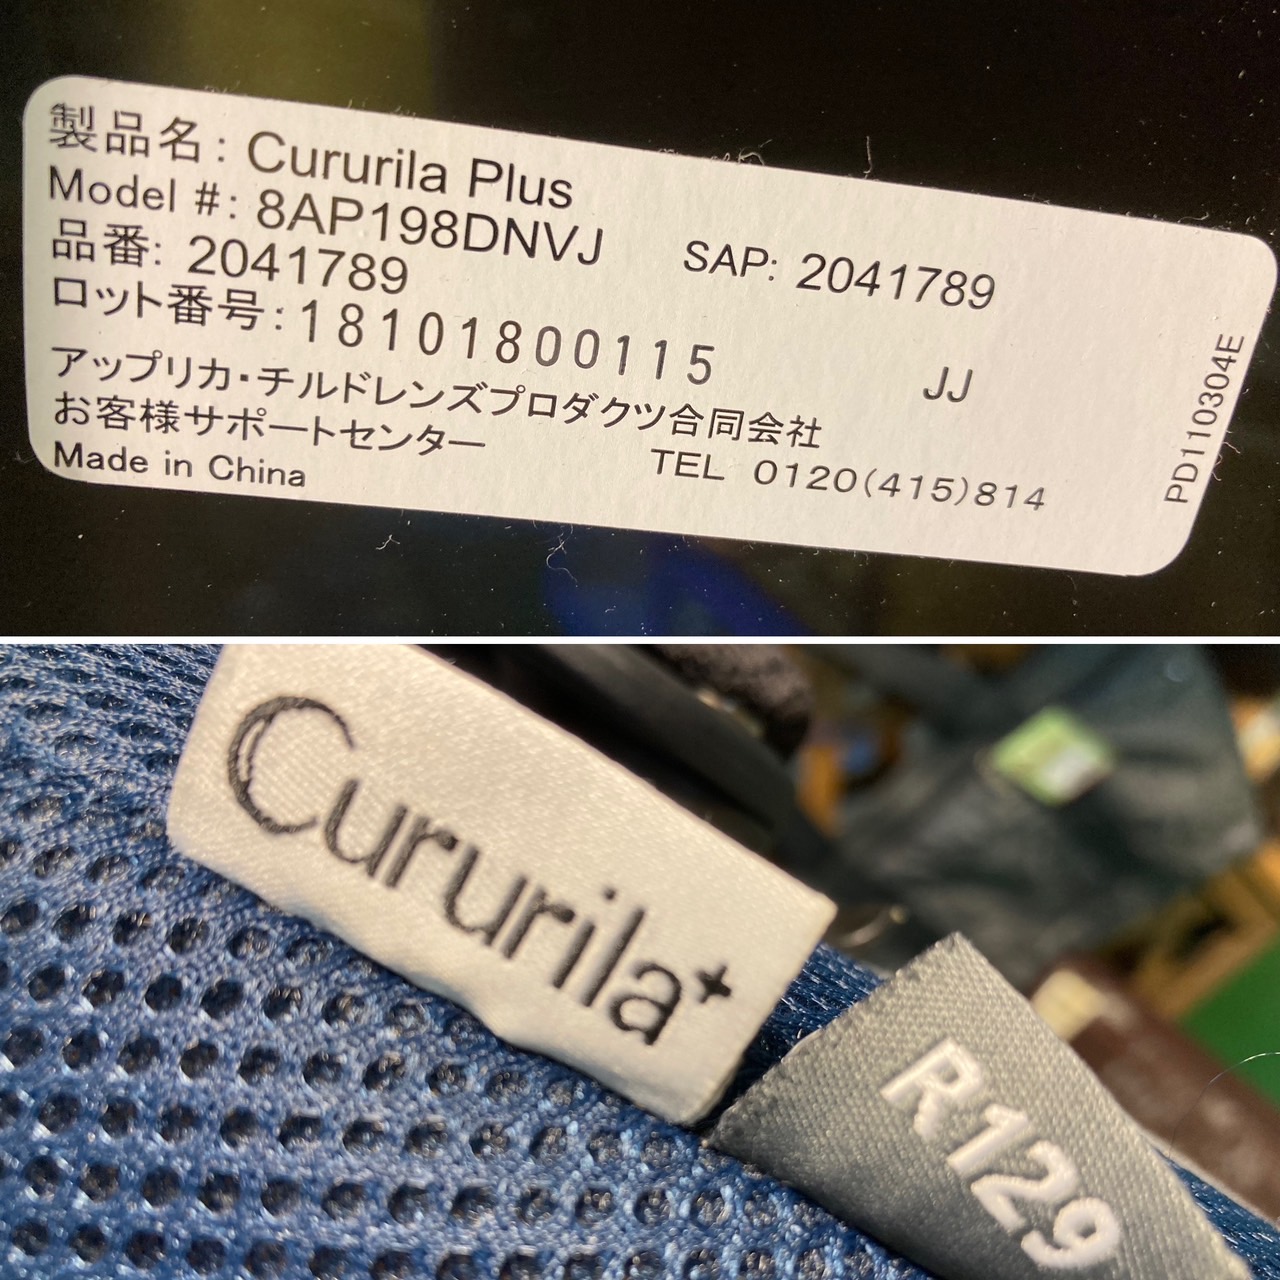 製品名: Cururila Plus
Model #: 8AP198DNVJ
品番: 2041789 SAP: 2041789
ロット番号: 18101800115 JJ
アップリカ・チルドレンズプロダクツ合同会社
お客様サポートセンター TEL 0120(415)814
Made in China
PD110304E
Cururila+
R129